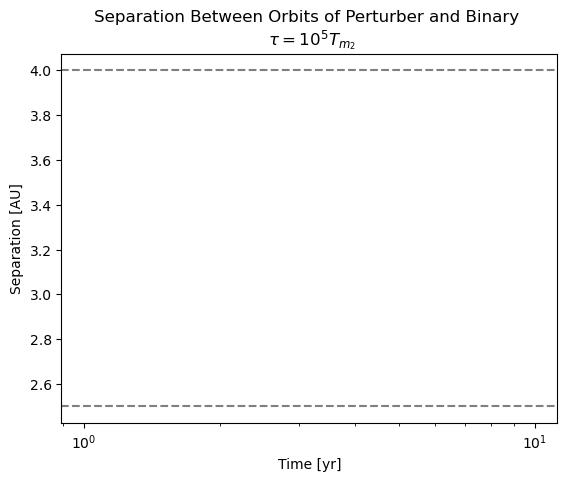 Separation Between Orbits of Perturber and Binary
τ = 10⁵T_{m₂}
4.0
3.8
3.6
3.4
3.2
3.0
2.8
2.6
Separation [AU]
10⁰
10¹
Time [yr]